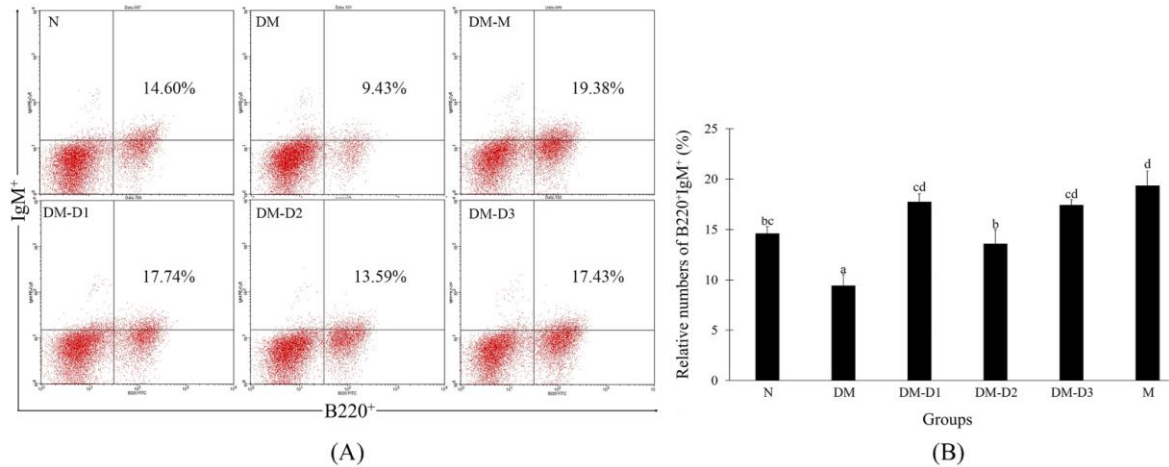 N
14.60%
DM
9.43%
DM-M
19.38%
DM-D1
17.74%
DM-D2
13.59%
DM-D3
17.43%
IgM⁺
B220⁺
(A)
Relative numbers of B220⁺IgM⁺ (%)
25
20
15
10
5
0
bc
a
cd
b
cd
d
N DM DM-D1 DM-D2 DM-D3 M
Groups
(B)